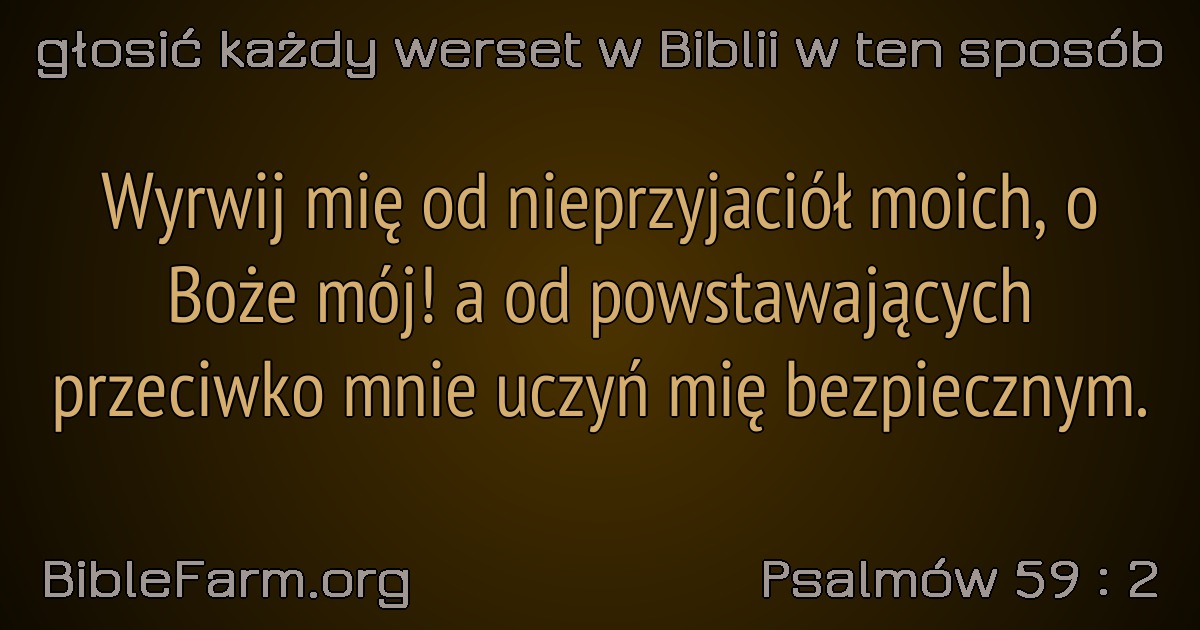 głosić każdy werset w Biblii w ten sposób
Wyrwij mię od nieprzyjaciół moich, o
Boże mój! a od powstawających
przeciwko mnie uczyń mię bezpiecznym.
BibleFarm.org
Psalmów 59 : 2